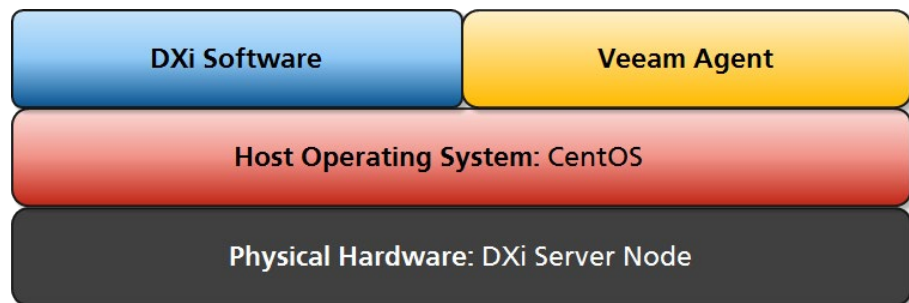 DXi Software
Veeam Agent
Host Operating System: CentOS
Physical Hardware: DXi Server Node